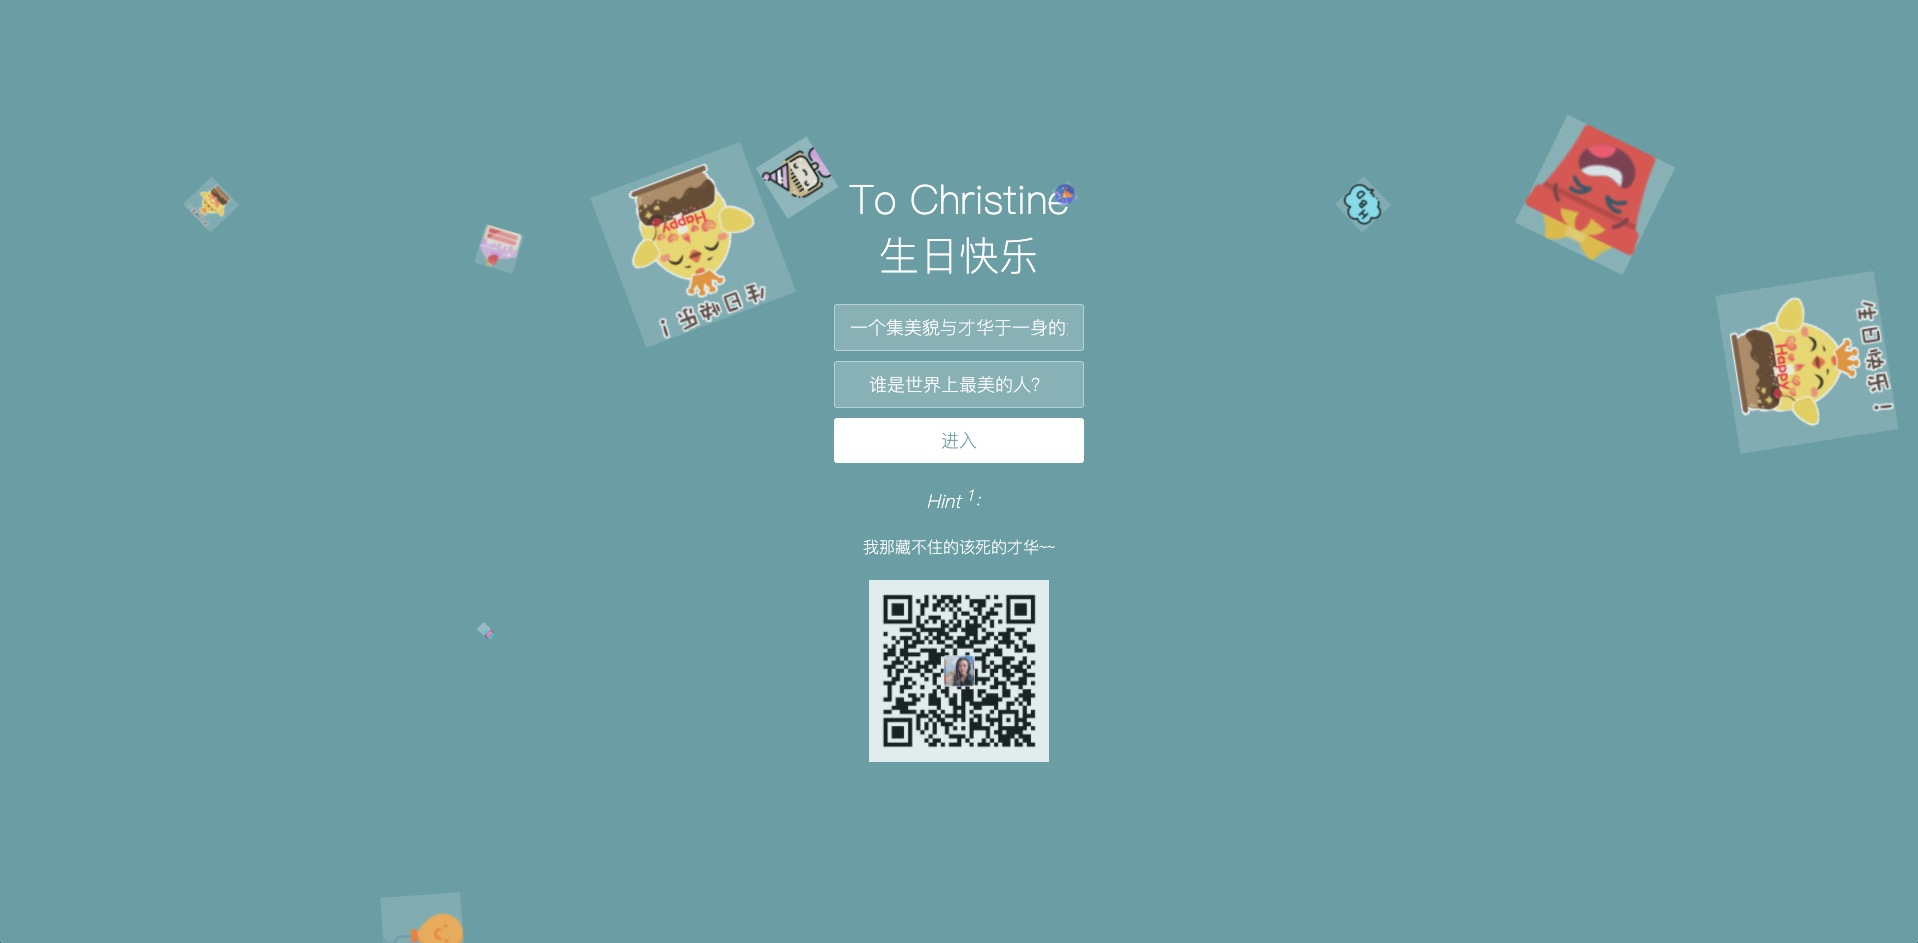 To Christine
生日快乐
一个集美貌与才华于一身的
谁是世界上最美的人?
进入
Hint 1:
我那藏不住的该死的才华~~
Happy
生日快乐!
HBD
Happy
生日快乐!